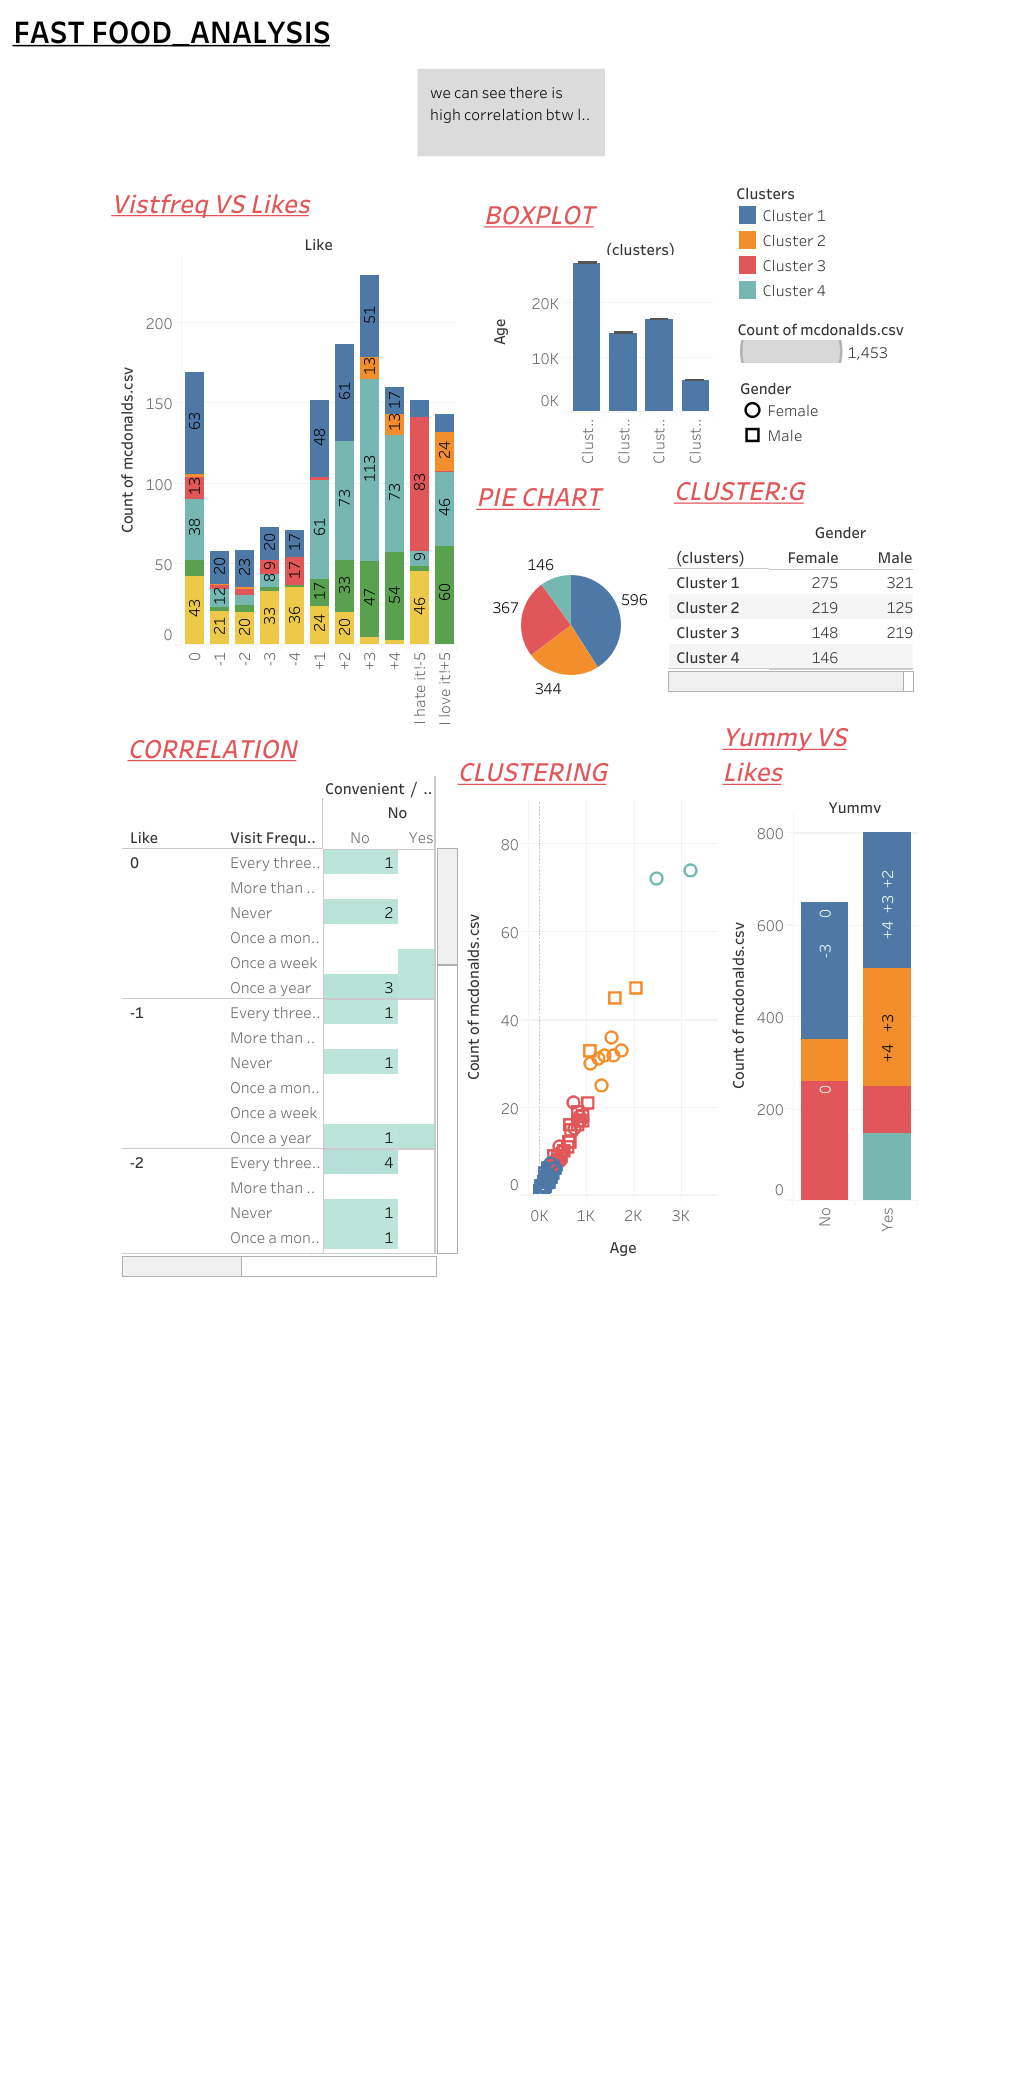 FAST FOOD_ANALYSIS
we can see there is
high correlation btw l..
Vistfreq VS Likes
Like
Count of mcdonalds.csv
200
150
100
50
0
63
13
38
43
20
12
21
23
20
20
9
8
33
17
17
36
48
61
17
24
61
73
33
20
51
13
113
47
17
13
73
54
83
9
46
24
46
60
0
-1
-2
-3
-4
+1
+2
+3
+4
I hate it!-5
I love it!+5
BOXPLOT
(clusters)
Age
20K
10K
0K
Clust..
Clust..
Clust..
Clust..
Clusters
Cluster 1
Cluster 2
Cluster 3
Cluster 4
Count of mcdonalds.csv
1,453
Gender
Female
Male
PIE CHART
146
367
596
344
CLUSTER:G
Gender
(clusters) Female Male
Cluster 1 275 321
Cluster 2 219 125
Cluster 3 148 219
Cluster 4 146
CORRELATION
Convenient / ..
No
Like Visit Frequ.. No Yes
0 Every three.. 1
More than ..
Never 2
Once a mon..
Once a week
Once a year 3
-1 Every three.. 1
More than ..
Never 1
Once a mon..
Once a week
Once a year 1
-2 Every three.. 4
More than ..
Never 1
Once a mon.. 1
CLUSTERING
Count of mcdonalds.csv
80
60
40
20
0
0K 1K 2K 3K
Age
Yummy VS
Likes
Yummy
Count of mcdonalds.csv
800
600
400
200
0
0
-3
0
+4 +3 +2
+4 +3
No
Yes